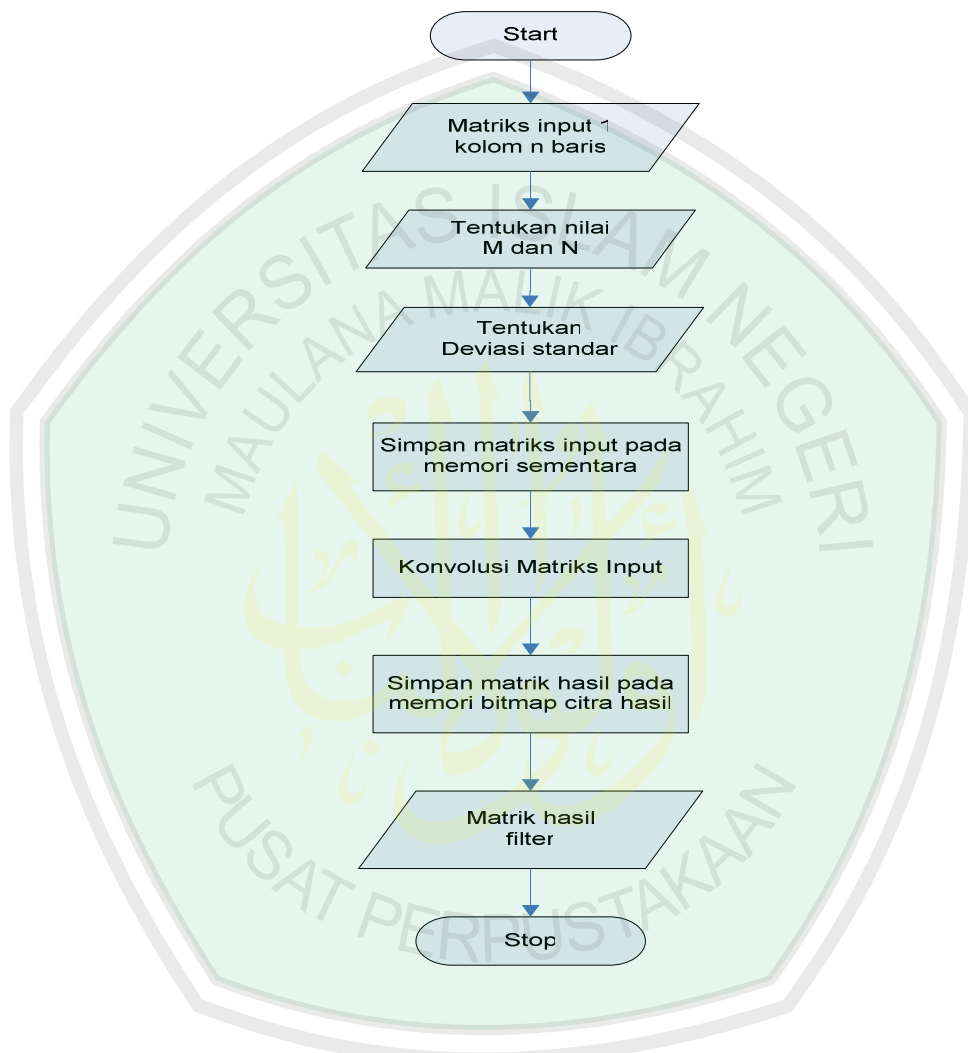 Start
Matriks input 1
kolom n baris
Tentukan nilai
M dan N
Tentukan
Deviasi standar
Simpan matriks input pada
memori sementara
Konvolusi Matriks Input
Simpan matrik hasil pada
memori bitmap citra hasil
Matrik hasil
filter
Stop
UNIVERSITAS ISLAM NEGERI
MAULANA MALIK IBRAHIM
PUSAT PERPUSTAKAAN